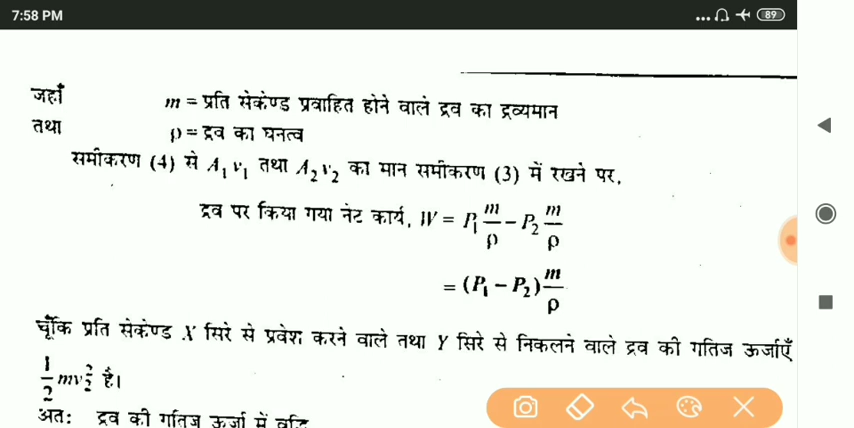 7:58 PM
89
जहाँ m = प्रति सेकेण्ड प्रवाहित होने वाले द्रव का द्रव्यमान
तथा ρ = द्रव का घनत्व
समीकरण (4) से A₁v₁ तथा A₂v₂ का मान समीकरण (3) में रखने पर,
द्रव पर किया गया नेट कार्य, W = P₁ m/ρ − P₂ m/ρ
= (P₁ − P₂) m/ρ
चूँकि प्रति सेकेण्ड X सिरे से प्रवेश करने वाले तथा Y सिरे से निकलने वाले द्रव की गतिज ऊर्जाएँ
1/2 mv₂² है।
अतः द्रव की गतिज ऊर्जा में वृद्धि